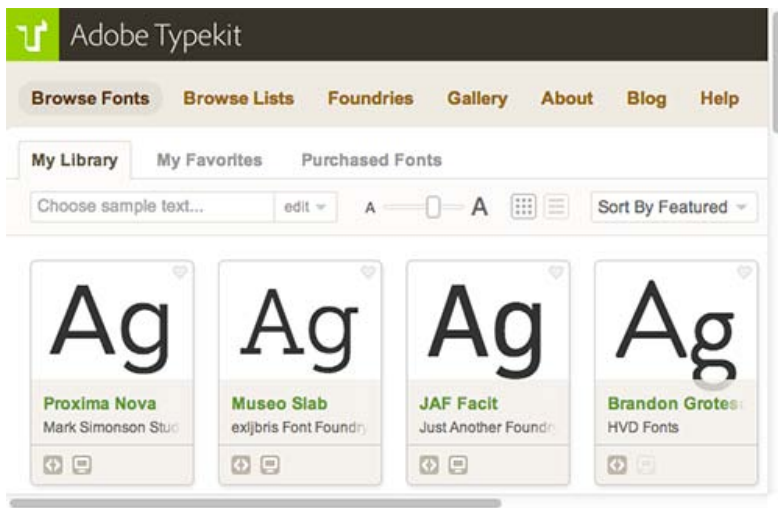 Adobe Typekit
Browse Fonts Browse Lists Foundries Gallery About Blog Help
My Library My Favorites Purchased Fonts
Choose sample text... edit A A Sort By Featured
Ag Ag Ag Ag
Proxima Nova Museo Slab JAF Facit Brandon Grotes
Mark Simonson Stud exljbris Font Foundry Just Another Foundr HVD Fonts